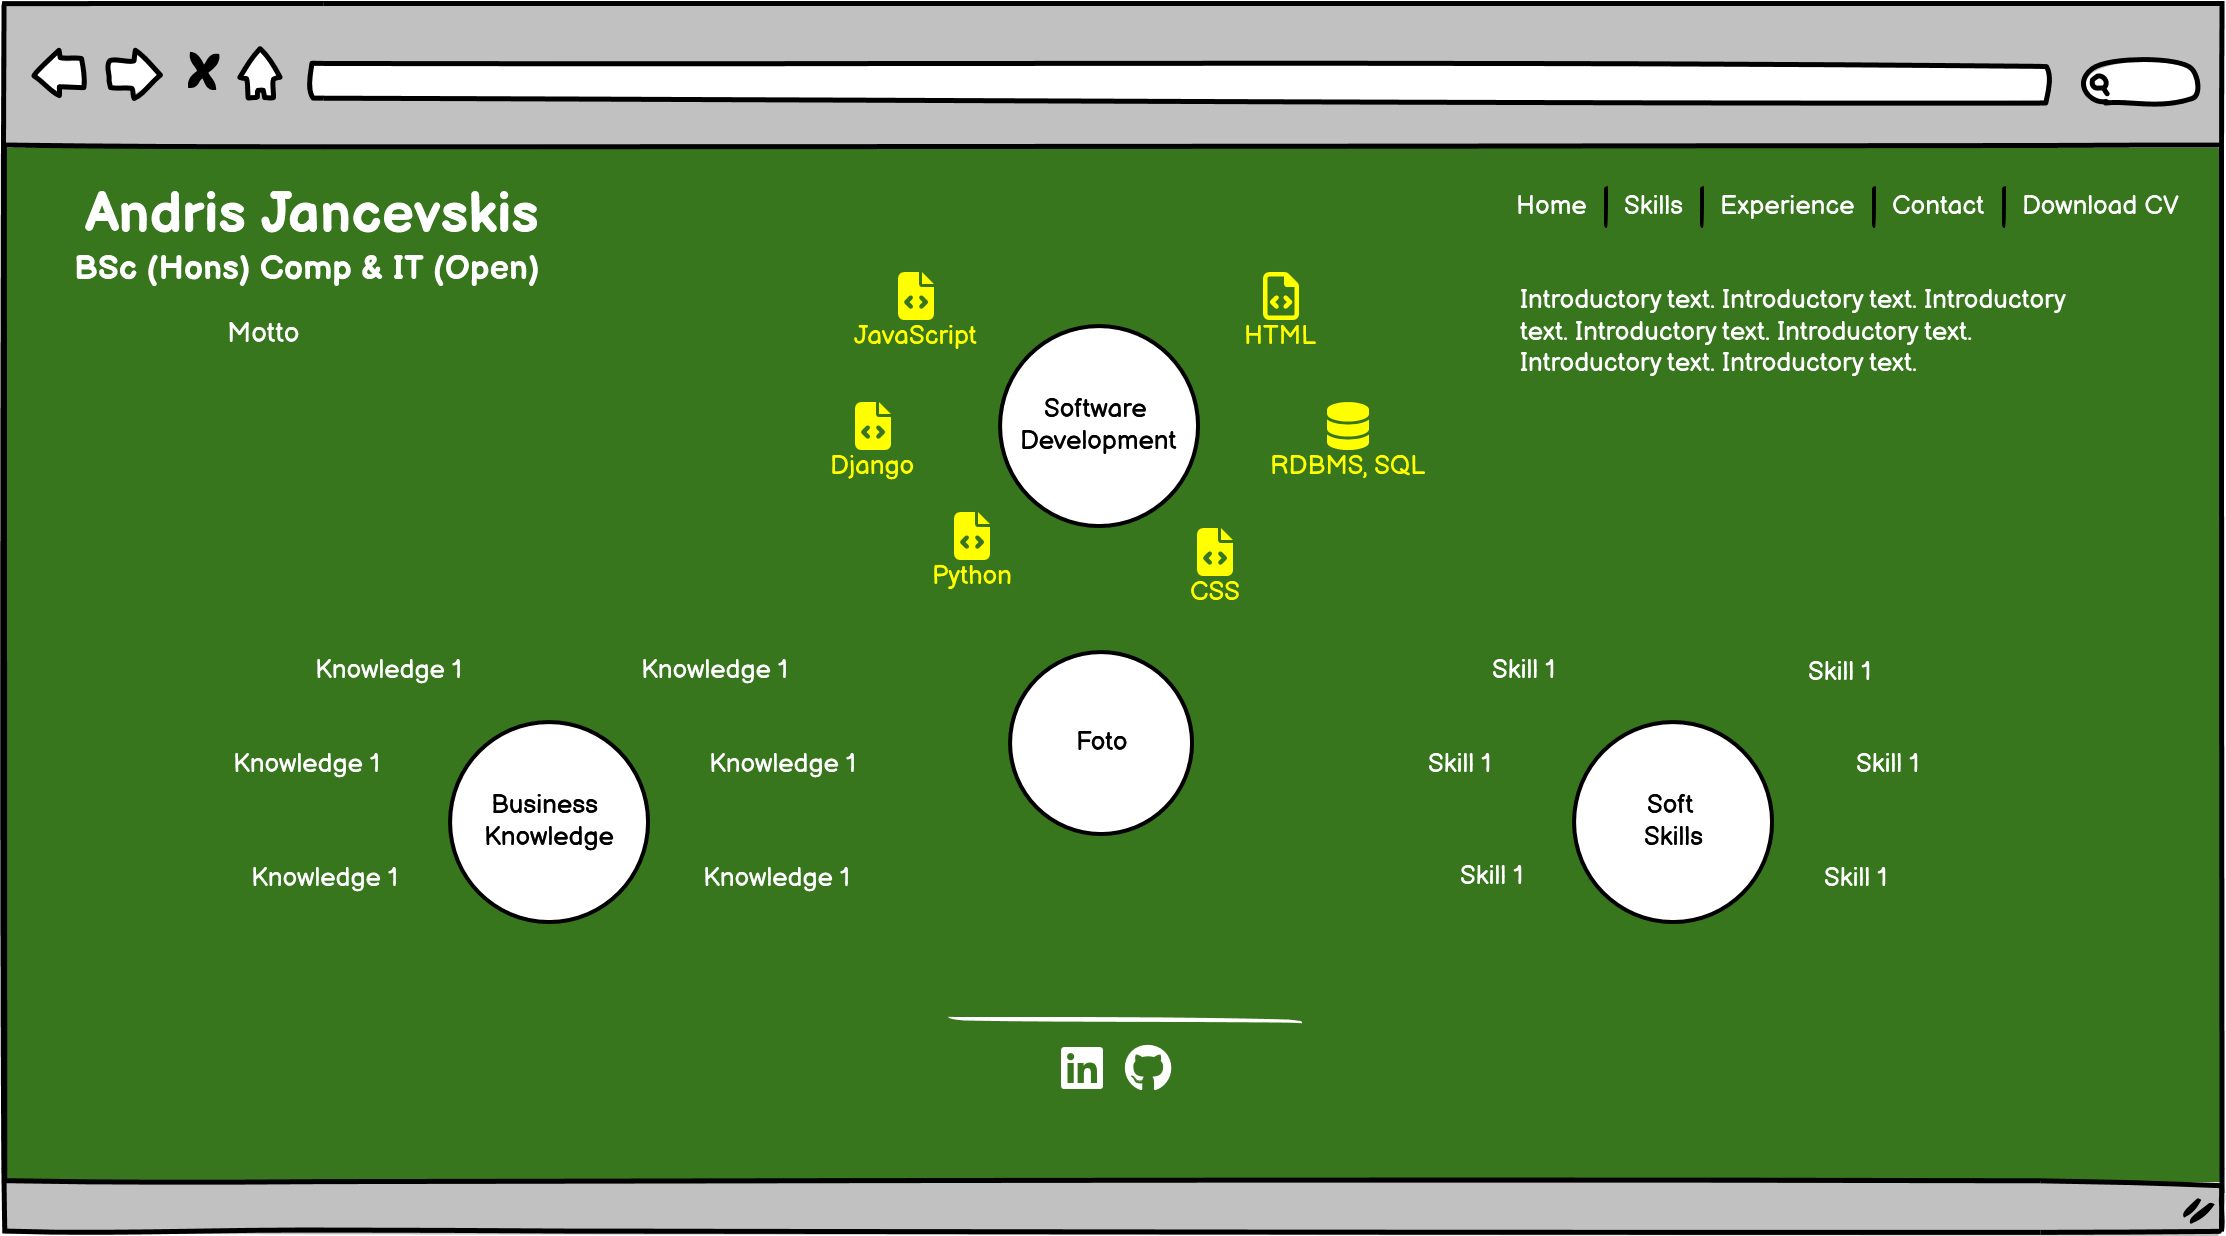 Andris Jancevskis
BSc (Hons) Comp & IT (Open)
Motto
Home Skills Experience Contact Download CV
Introductory text. Introductory text. Introductory
text. Introductory text. Introductory text.
Introductory text. Introductory text.
JavaScript
HTML
Software
Development
Django
RDBMS, SQL
Python
CSS
Knowledge 1
Knowledge 1
Knowledge 1
Knowledge 1
Business
Knowledge
Knowledge 1
Knowledge 1
Foto
Skill 1
Skill 1
Skill 1
Skill 1
Soft
Skills
Skill 1
Skill 1
in